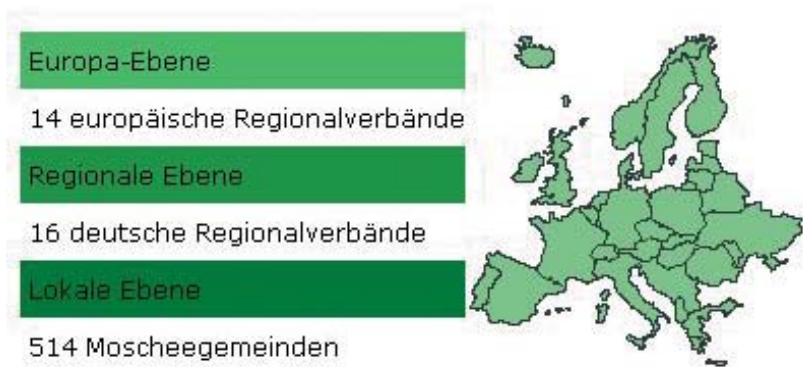 Europa-Ebene
14 europäische Regionalverbände
Regionale Ebene
16 deutsche Regionalverbände
Lokale Ebene
514 Moscheegemeinden